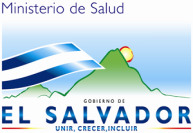 Ministerio de Salud
GOBIERNO DE
EL SALVADOR
UNIR, CRECER, INCLUIR